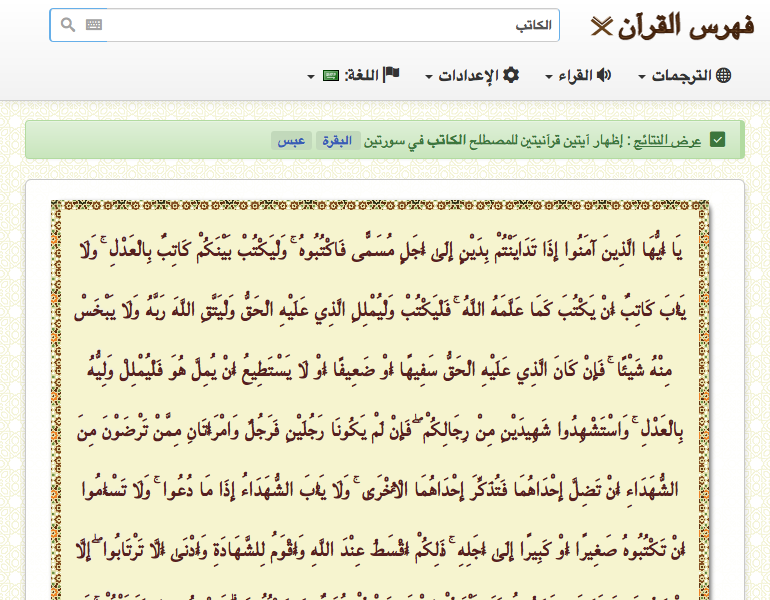 فهرس القرآن
الكاتب
الترجمات القراء الإعدادات اللغة:
عرض النتائج : إظهار آيتين قرآنيتين للمصطلح الكاتب في سورتين البقرة عبس
يَا أَيُّهَا الَّذِينَ آمَنُوا إِذَا تَدَايَنْتُمْ بِدَيْنٍ إِلَىٰ أَجَلٍ مُسَمًّى فَاكْتُبُوهُ ۚ وَلْيَكْتُبْ بَيْنَكُمْ كَاتِبٌ بِالْعَدْلِ ۚ وَلَا
يَأْبَ كَاتِبٌ أَنْ يَكْتُبَ كَمَا عَلَّمَهُ اللَّهُ ۚ فَلْيَكْتُبْ وَلْيُمْلِلِ الَّذِي عَلَيْهِ الْحَقُّ وَلْيَتَّقِ اللَّهَ رَبَّهُ وَلَا يَبْخَسْ
مِنْهُ شَيْئًا ۚ فَإِنْ كَانَ الَّذِي عَلَيْهِ الْحَقُّ سَفِيهًا أَوْ ضَعِيفًا أَوْ لَا يَسْتَطِيعُ أَنْ يُمِلَّ هُوَ فَلْيُمْلِلْ وَلِيُّهُ
بِالْعَدْلِ ۚ وَاسْتَشْهِدُوا شَهِيدَيْنِ مِنْ رِجَالِكُمْ ۖ فَإِنْ لَمْ يَكُونَا رَجُلَيْنِ فَرَجُلٌ وَامْرَأَتَانِ مِمَّنْ تَرْضَوْنَ مِنَ
الشُّهَدَاءِ أَنْ تَضِلَّ إِحْدَاهُمَا فَتُذَكِّرَ إِحْدَاهُمَا الْأُخْرَىٰ ۚ وَلَا يَأْبَ الشُّهَدَاءُ إِذَا مَا دُعُوا ۚ وَلَا تَسْأَمُوا
أَنْ تَكْتُبُوهُ صَغِيرًا أَوْ كَبِيرًا إِلَىٰ أَجَلِهِ ۚ ذَٰلِكُمْ أَقْسَطُ عِنْدَ اللَّهِ وَأَقْوَمُ لِلشَّهَادَةِ وَأَدْنَىٰ أَلَّا تَرْتَابُوا ۖ إِلَّا